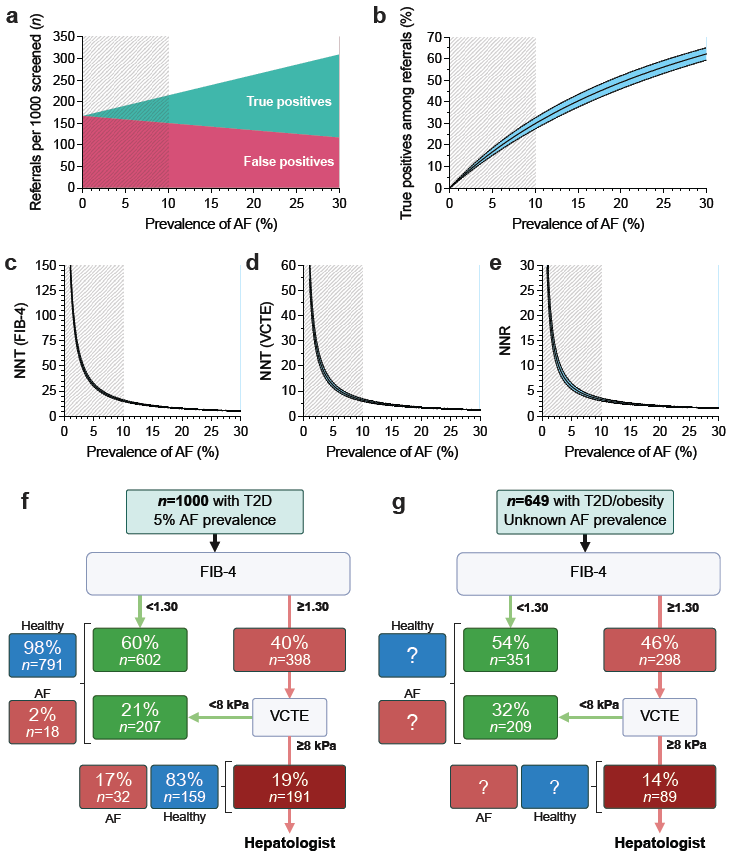 a
Referrals per 1000 screened (n)
350
300
250
200
150
100
50
0
True positives
False positives
0 5 10 15 20 25 30
Prevalence of AF (%)
b
True positives among referrals (%)
70
60
50
40
30
20
10
0
0 5 10 15 20 25 30
Prevalence of AF (%)
c
NNT (FIB-4)
150
125
100
75
50
25
0
0 5 10 15 20 25 30
Prevalence of AF (%)
d
NNT (VCTE)
60
50
40
30
20
10
0
0 5 10 15 20 25 30
Prevalence of AF (%)
e
NNR
30
25
20
15
10
5
0
0 5 10 15 20 25 30
Prevalence of AF (%)
f
n=1000 with T2D
5% AF prevalence
FIB-4
<1.30
≥1.30
Healthy
98%
n=791
60%
n=602
40%
n=398
AF
2%
n=18
21%
n=207
<8 kPa
VCTE
≥8 kPa
17%
n=32
83%
n=159
19%
n=191
AF
Healthy
Hepatologist
g
n=649 with T2D/obesity
Unknown AF prevalence
FIB-4
<1.30
≥1.30
Healthy
?
54%
n=351
46%
n=298
AF
?
32%
n=209
<8 kPa
VCTE
≥8 kPa
?
?
14%
n=89
AF
Healthy
Hepatologist